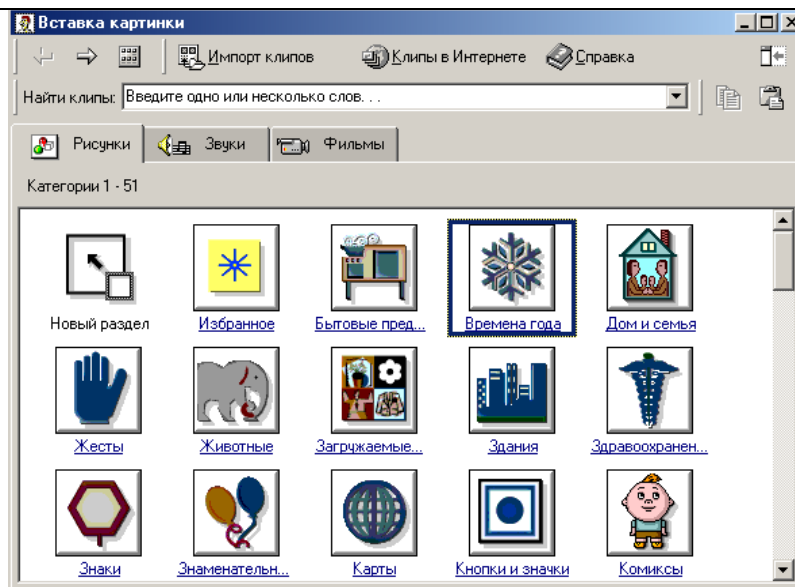 Вставка картинки
Импорт клипов Клипы в Интернете Справка
Найти клипы: Введите одно или несколько слов. . .
Рисунки Звуки Фильмы
Категории 1 - 51
Новый раздел Избранное Бытовые пред... Времена года Дом и семья
Жесты Животные Загружаемые... Здания Здравоохранен...
Знаки Знаменательн... Карты Кнопки и значки Комиксы